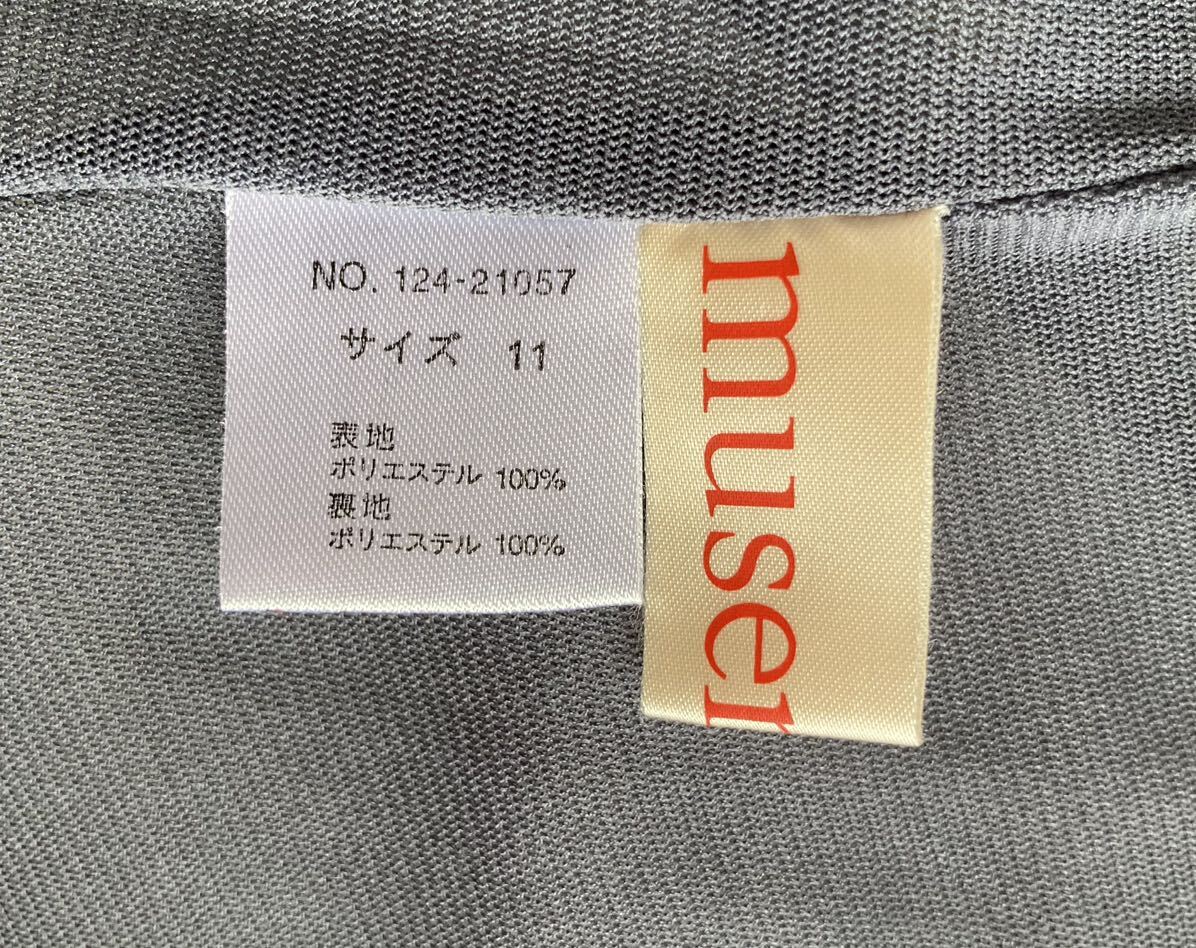 NO. 124-21057
サイズ 11
表地
ポリエステル 100%
裏地
ポリエステル 100%
muse